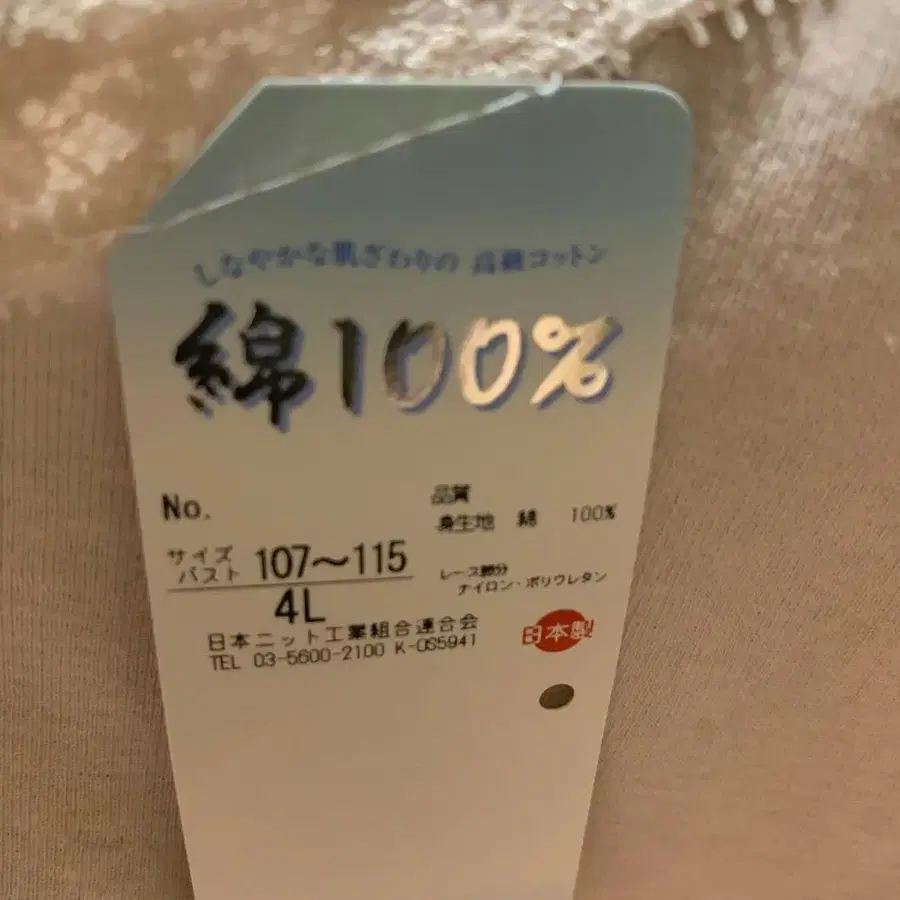 しなやかな肌ざわりの 高級コットン
綿100%
No.
サイズ
バスト 107～115
4L
品質
身生地 綿 100%
レース部分
ナイロン・ポリウレタン
日本ニット工業組合連合会
TEL 03-5600-2100 K-OS5941
日本製